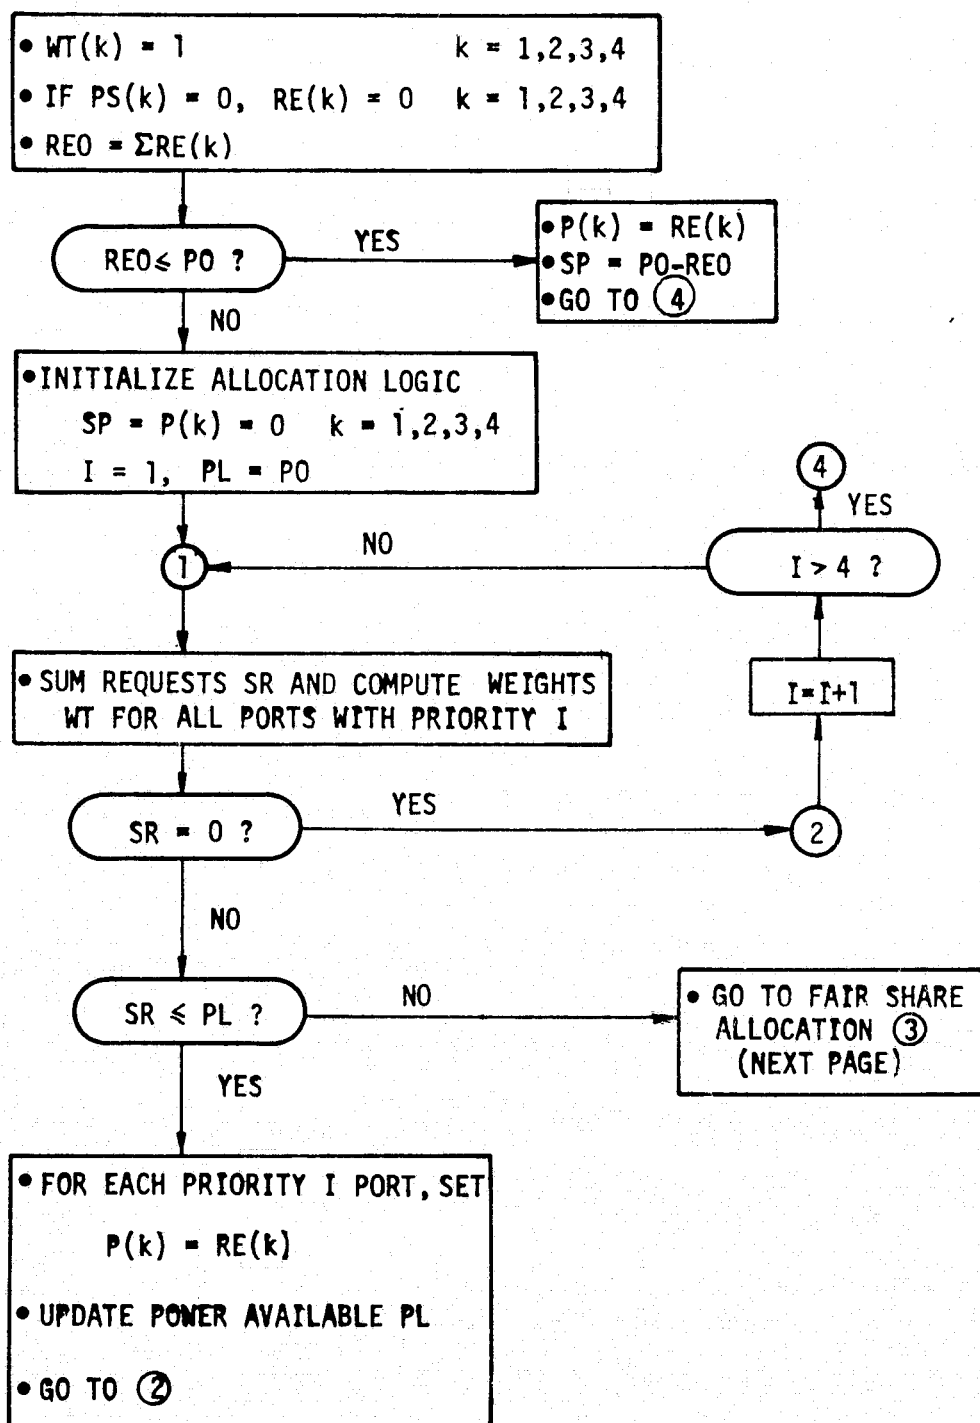 • WT(k) = 1 k = 1,2,3,4
• IF PS(k) = 0, RE(k) = 0 k = 1,2,3,4
• REO = ΣRE(k)
REO ≤ PO ?
YES
• P(k) = RE(k)
• SP = PO-REO
• GO TO 4
NO
• INITIALIZE ALLOCATION LOGIC
SP = P(k) = 0 k = 1,2,3,4
I = 1, PL = PO
4
YES
NO
I > 4 ?
1
• SUM REQUESTS SR AND COMPUTE WEIGHTS
WT FOR ALL PORTS WITH PRIORITY I
I=I+1
SR = 0 ?
YES
2
NO
SR ≤ PL ?
NO
• GO TO FAIR SHARE
ALLOCATION 3
(NEXT PAGE)
YES
• FOR EACH PRIORITY I PORT, SET
P(k) = RE(k)
• UPDATE POWER AVAILABLE PL
• GO TO 2